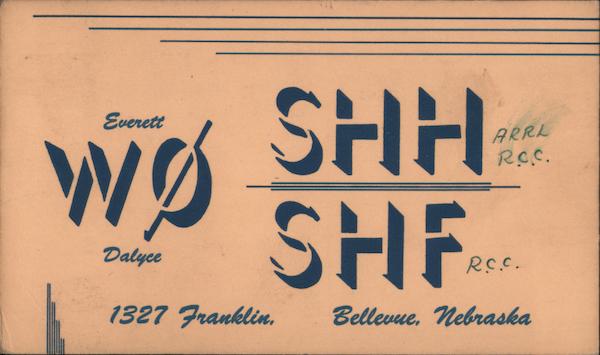 Everett
WØ
Dalyce
SHH ARRL
R.C.C.
SHF R.C.C.
1327 Franklin, Bellevue, Nebraska